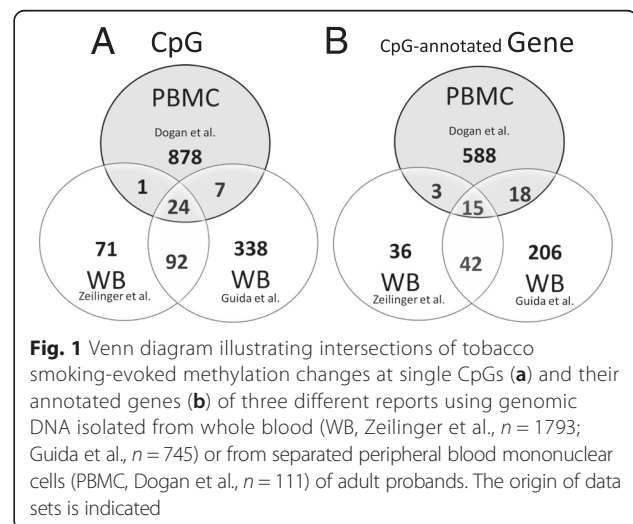 A CpG
B CpG-annotated Gene
PBMC
Dogan et al.
878
1
7
24
71
92
338
WB
Zeilinger et al.
WB
Guida et al.
PBMC
Dogan et al.
588
3
18
15
36
42
206
WB
Zeilinger et al.
WB
Guida et al.
Fig. 1 Venn diagram illustrating intersections of tobacco
smoking-evoked methylation changes at single CpGs (a) and their
annotated genes (b) of three different reports using genomic
DNA isolated from whole blood (WB, Zeilinger et al., n = 1793;
Guida et al., n = 745) or from separated peripheral blood mononuclear
cells (PBMC, Dogan et al., n = 111) of adult probands. The origin of data
sets is indicated